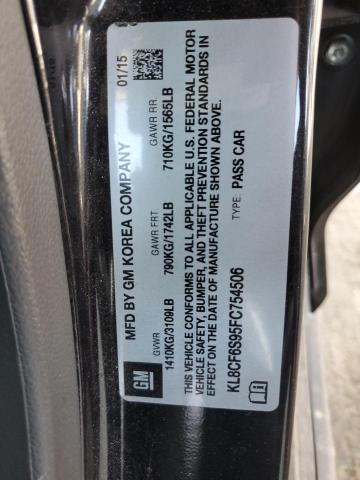 GM
MFD BY GM KOREA COMPANY 01/15
GVWR GAWR FRT GAWR RR.
1410KG/3109LB 790KG/1742LB 710KG/1565LB
THIS VEHICLE CONFORMS TO ALL APPLICABLE U.S. FEDERAL MOTOR
VEHICLE SAFETY, BUMPER, AND THEFT PREVENTION STANDARDS IN
EFFECT ON THE DATE OF MANUFACTURE SHOWN ABOVE.
KL8CF6S95FC754506 TYPE: PASS CAR